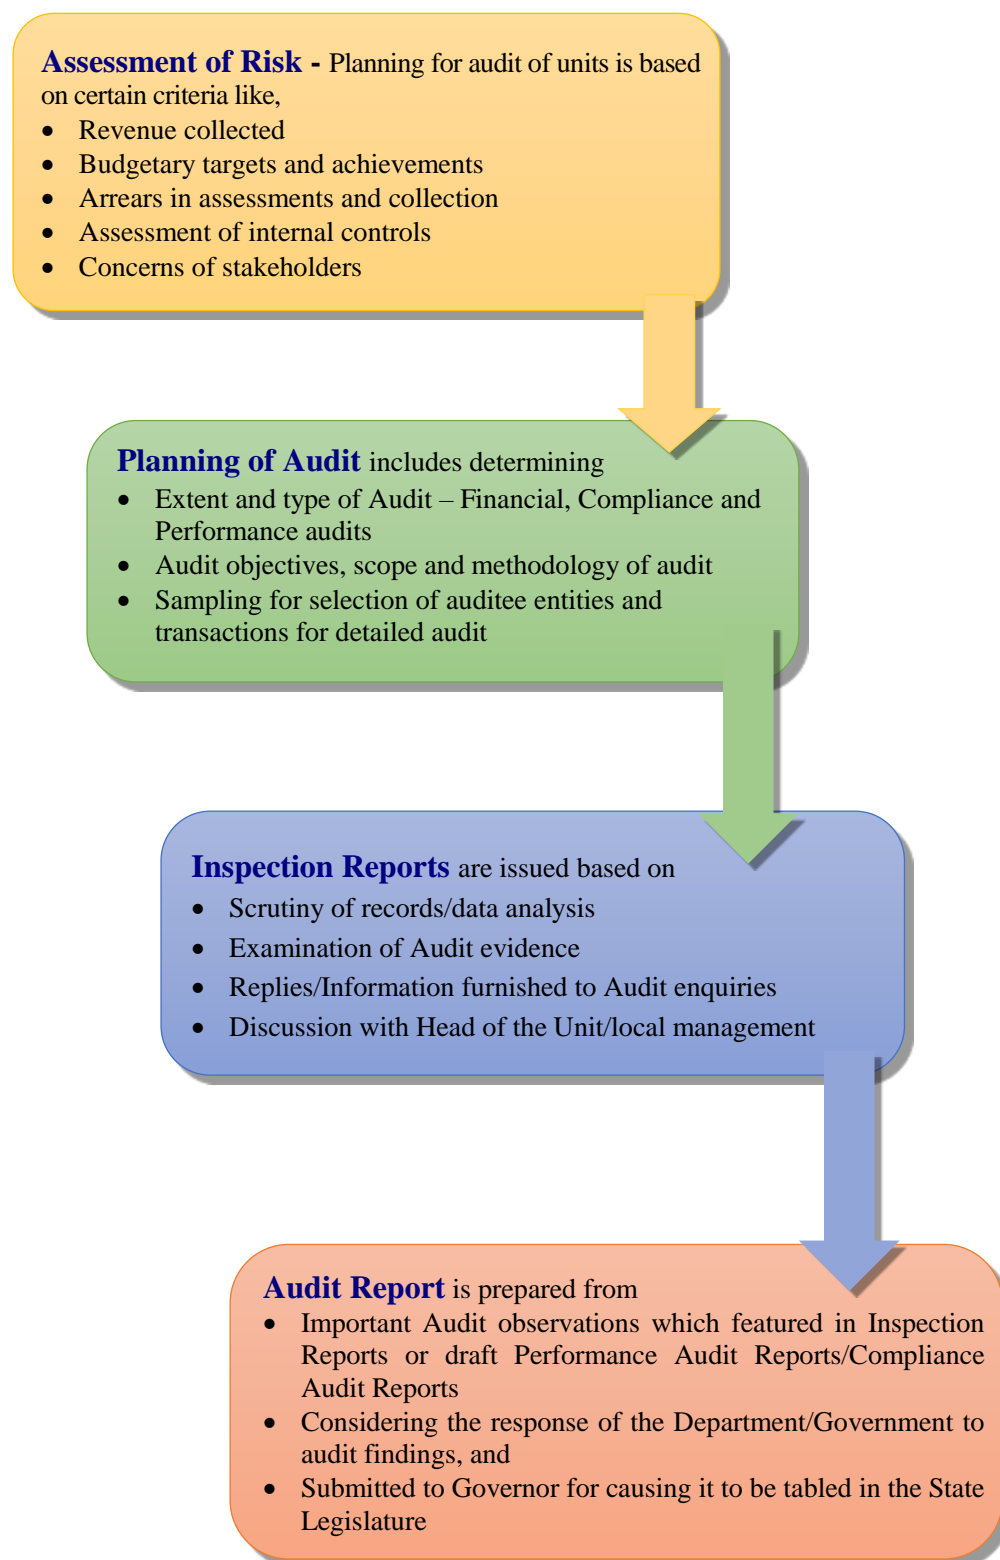 Assessment of Risk - Planning for audit of units is based
on certain criteria like,
• Revenue collected
• Budgetary targets and achievements
• Arrears in assessments and collection
• Assessment of internal controls
• Concerns of stakeholders
Planning of Audit includes determining
• Extent and type of Audit – Financial, Compliance and
Performance audits
• Audit objectives, scope and methodology of audit
• Sampling for selection of auditee entities and
transactions for detailed audit
Inspection Reports are issued based on
• Scrutiny of records/data analysis
• Examination of Audit evidence
• Replies/Information furnished to Audit enquiries
• Discussion with Head of the Unit/local management
Audit Report is prepared from
• Important Audit observations which featured in Inspection
Reports or draft Performance Audit Reports/Compliance
Audit Reports
• Considering the response of the Department/Government to
audit findings, and
• Submitted to Governor for causing it to be tabled in the State
Legislature